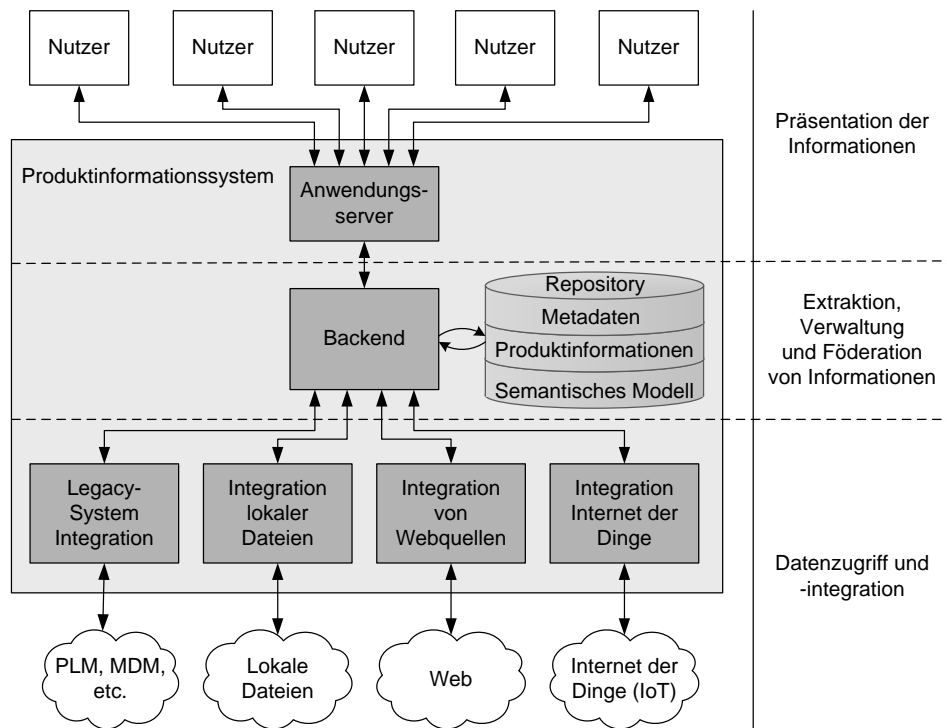 Nutzer
Nutzer
Nutzer
Nutzer
Nutzer
Präsentation der
Informationen
Produktinformationssystem
Anwendungs-
server
Backend
Repository
Metadaten
Produktinformationen
Semantisches Modell
Extraktion,
Verwaltung
und Föderation
von Informationen
Legacy-
System
Integration
Integration
lokaler
Dateien
Integration
von
Webquellen
Integration
Internet der
Dinge
Datenzugriff und
-integration
PLM, MDM,
etc.
Lokale
Dateien
Web
Internet der
Dinge (IoT)